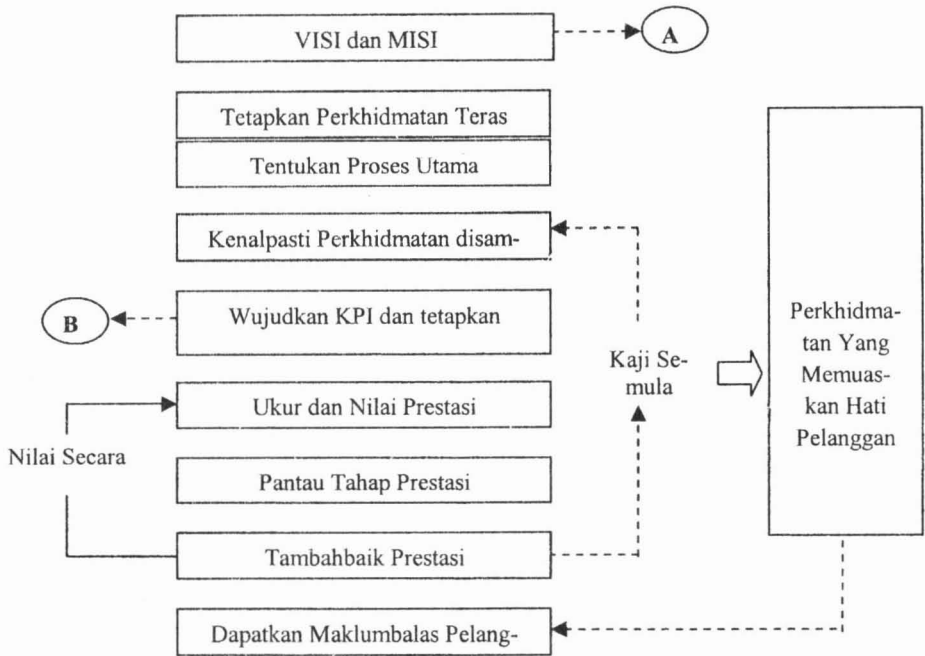 VISI dan MISI
A
Tetapkan Perkhidmatan Teras
Tentukan Proses Utama
Kenalpasti Perkhidmatan disam-
B
Wujudkan KPI dan tetapkan
Kaji Se-
mula
Perkhidma-
tan Yang
Memuas-
kan Hati
Pelanggan
Ukur dan Nilai Prestasi
Nilai Secara
Pantau Tahap Prestasi
Tambahbaik Prestasi
Dapatkan Maklumbalas Pelang-